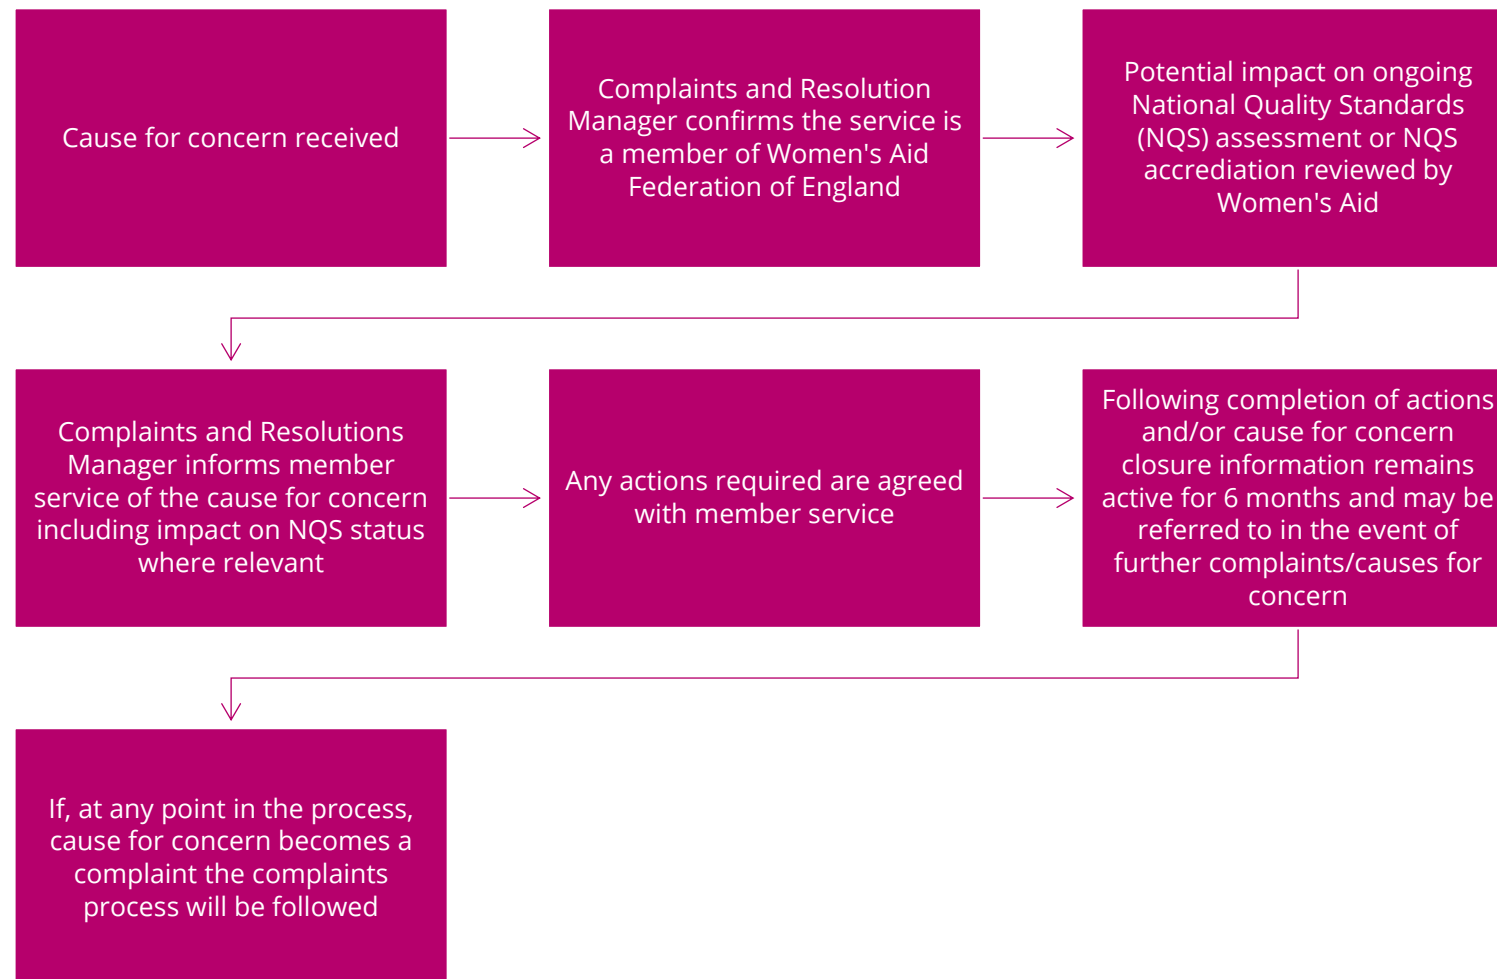 Cause for concern received
Complaints and Resolution
Manager confirms the service is
a member of Women's Aid
Federation of England
Potential impact on ongoing
National Quality Standards
(NQS) assessment or NQS
accrediation reviewed by
Women's Aid
Complaints and Resolutions
Manager informs member
service of the cause for concern
including impact on NQS status
where relevant
Any actions required are agreed
with member service
Following completion of actions
and/or cause for concern
closure information remains
active for 6 months and may be
referred to in the event of
further complaints/causes for
concern
If, at any point in the process,
cause for concern becomes a
complaint the complaints
process will be followed